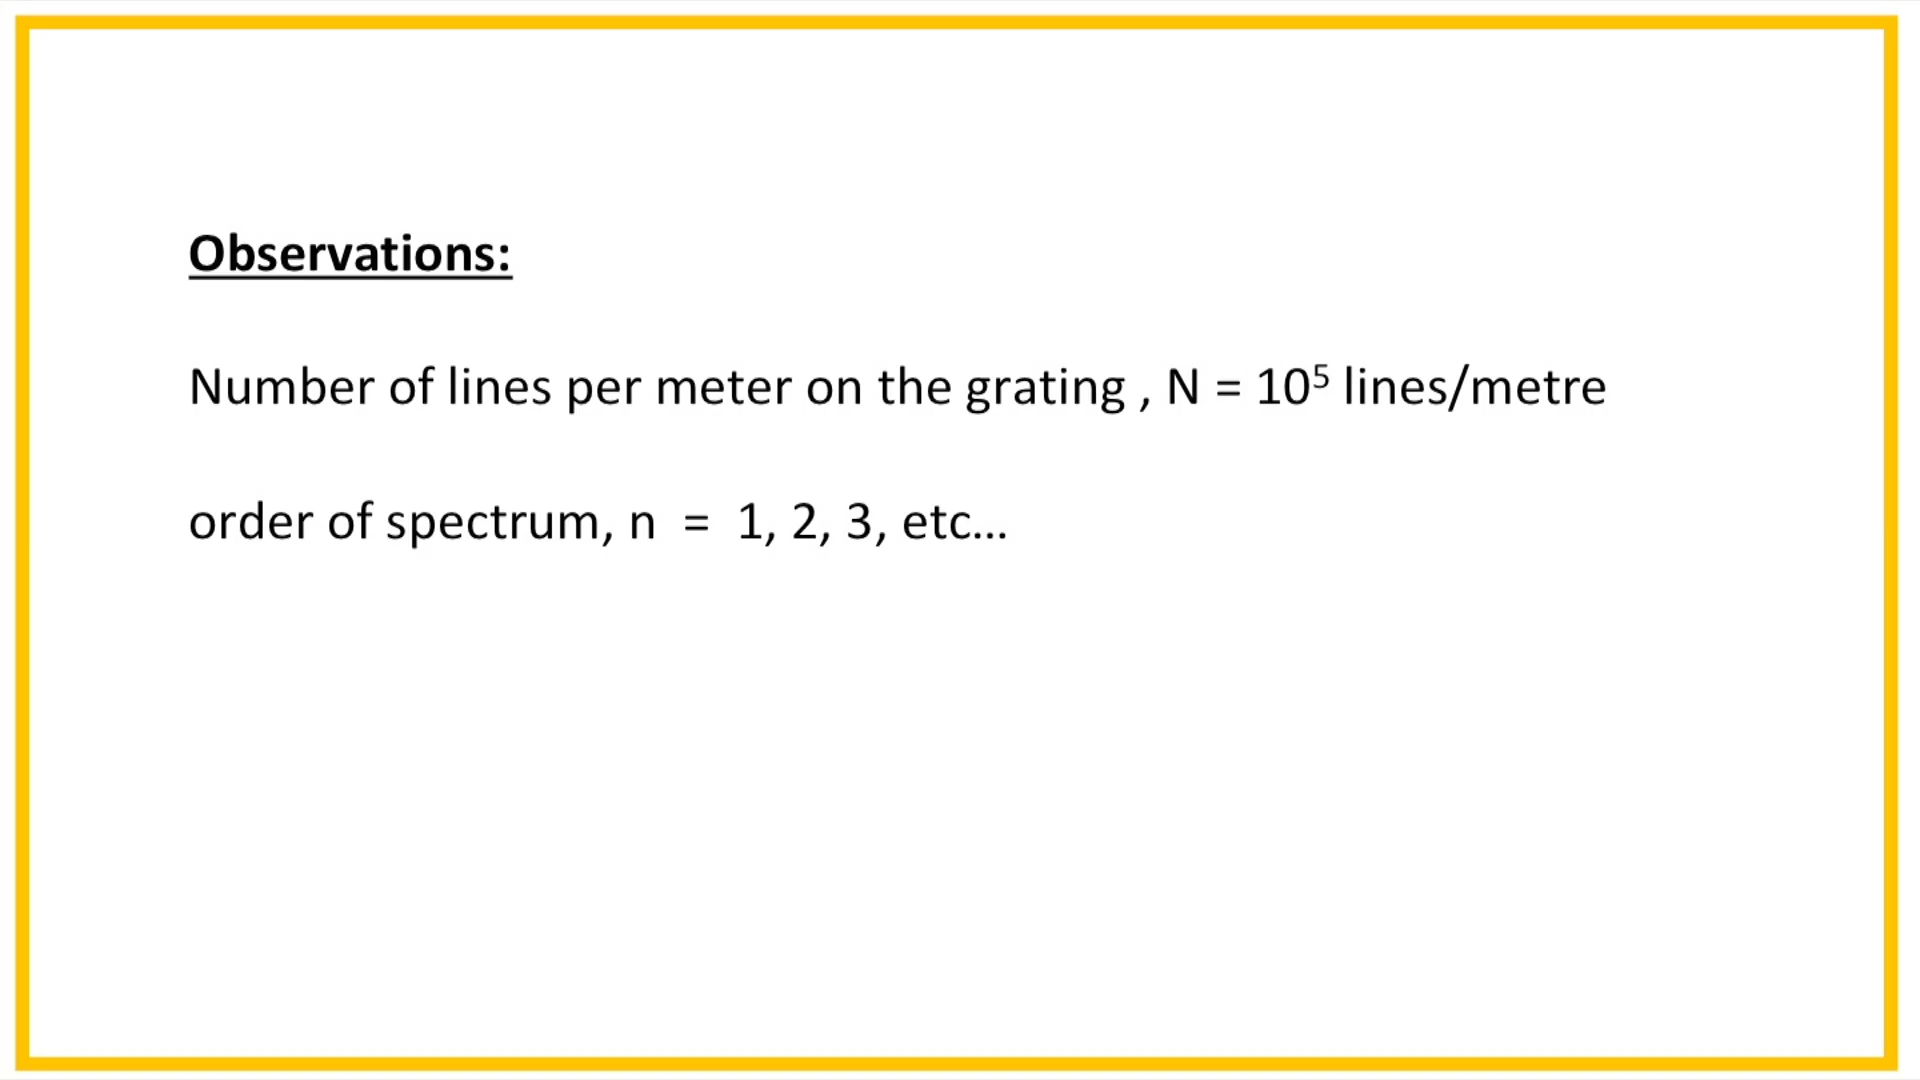 Observations:
Number of lines per meter on the grating , N = 10⁵ lines/metre
order of spectrum, n = 1, 2, 3, etc...